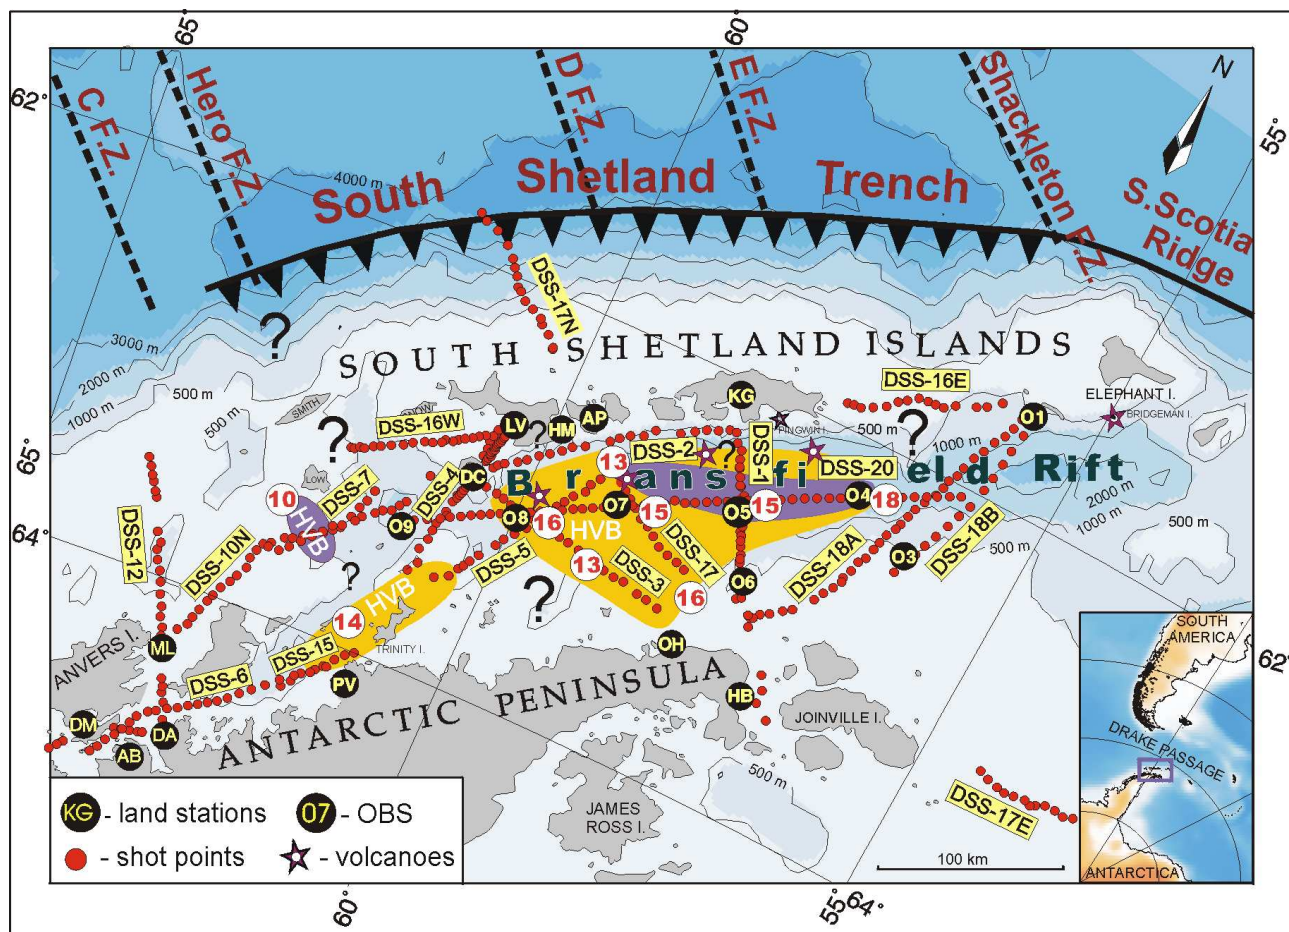 65°
60°
62°
55°
65°
64°
62°
60°
55°
64°
C F.Z.
Hero F.Z.
D F.Z.
E F.Z.
Shackleton F.Z.
S.Scotia
Ridge
N
South Shetland Trench
4000 m
3000 m
2000 m
1000 m
500 m
500 m
?
DSS-17N
SOUTH SHETLAND ISLANDS
DSS-16E
ELEPHANT I.
BRIDGEMAN I.
O1
KG
PINGWIN I.
500 m
?
1000 m
SMITH
SNOW
DSS-16W
?
LV
?
HM
AP
DSS-2
?
DSS-1
DSS-20
Bransfield Rift
2000 m
1000 m
500 m
500 m
LOW
10
HVB
DSS-7
DSS-4
DC
13
O9
O8
16
O7
15
O5
15
O4
18
HVB
DSS-12
DSS-10N
DSS-5
13
DSS-3
DSS-17
16
O6
DSS-18A
O3
DSS-18B
?
?
HVB
14
TRINITY I.
ANVERS I.
ML
DSS-6
DSS-15
PV
OH
HB
JOINVILLE I.
DM
AB
DA
ANTARCTIC PENINSULA
500 m
JAMES
ROSS I.
DSS-17E
100 km
KG - land stations
O7 - OBS
- shot points
- volcanoes
SOUTH
AMERICA
DRAKE PASSAGE
ANTARCTICA